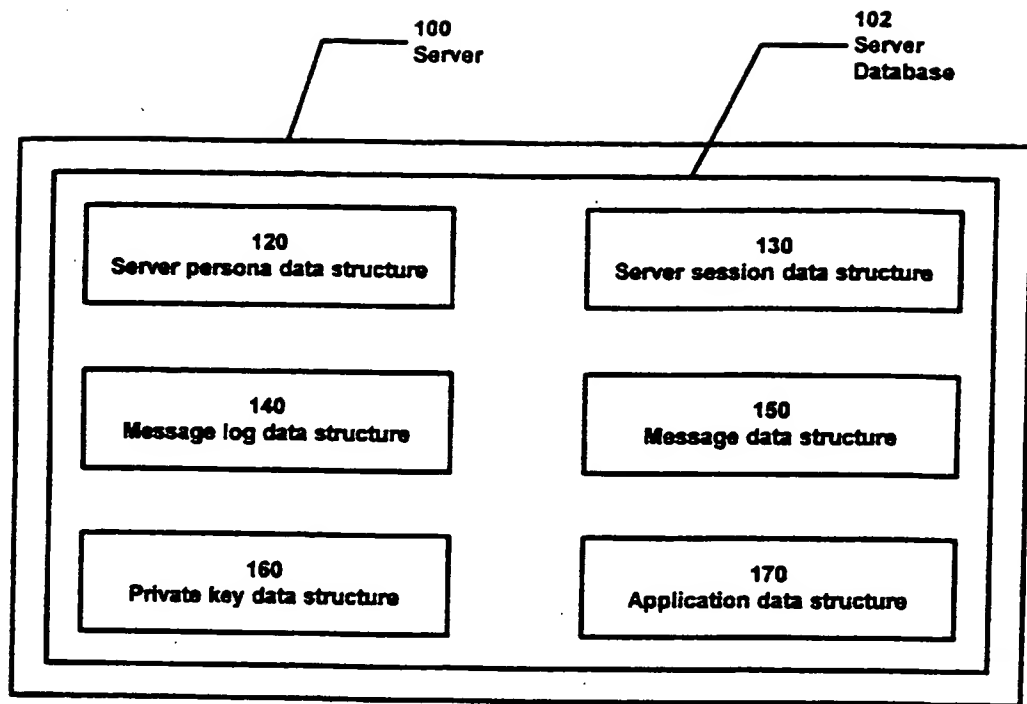 100
Server
102
Server
Database
120
Server persona data structure
130
Server session data structure
140
Message log data structure
150
Message data structure
160
Private key data structure
170
Application data structure